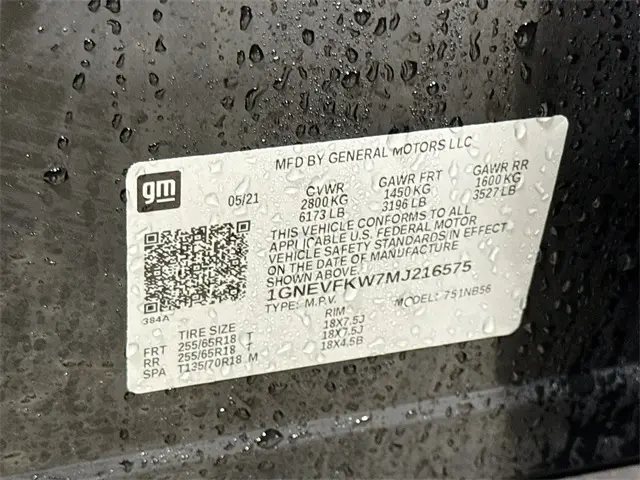 MFD BY GENERAL MOTORS LLC
gm
05/21
GVWR GAWR FRT GAWR RR
2800 KG 1450 KG 1600 KG
6173 LB 3196 LB 3527 LB
THIS VEHICLE CONFORMS TO ALL
APPLICABLE U.S. FEDERAL MOTOR
VEHICLE SAFETY STANDARDS IN EFFECT
ON THE DATE OF MANUFACTURE
SHOWN ABOVE.
1GNEVFKW7MJ216575
TYPE: M.P.V. MODEL: 7S1NB56
384A
TIRE SIZE RIM
FRT 255/65R18 T 18X7.5J
RR 255/65R18 T 18X7.5J
SPA T135/70R18 M 18X4.5B